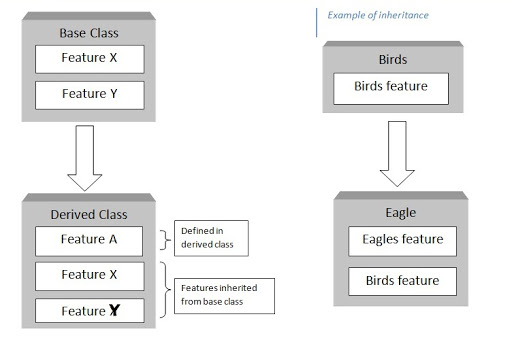 Base Class
Feature X
Feature Y
Derived Class
Feature A
Feature X
Feature Y
Defined in
derived class
Features inherited
from base class
Example of inheritance
Birds
Birds feature
Eagle
Eagles feature
Birds feature